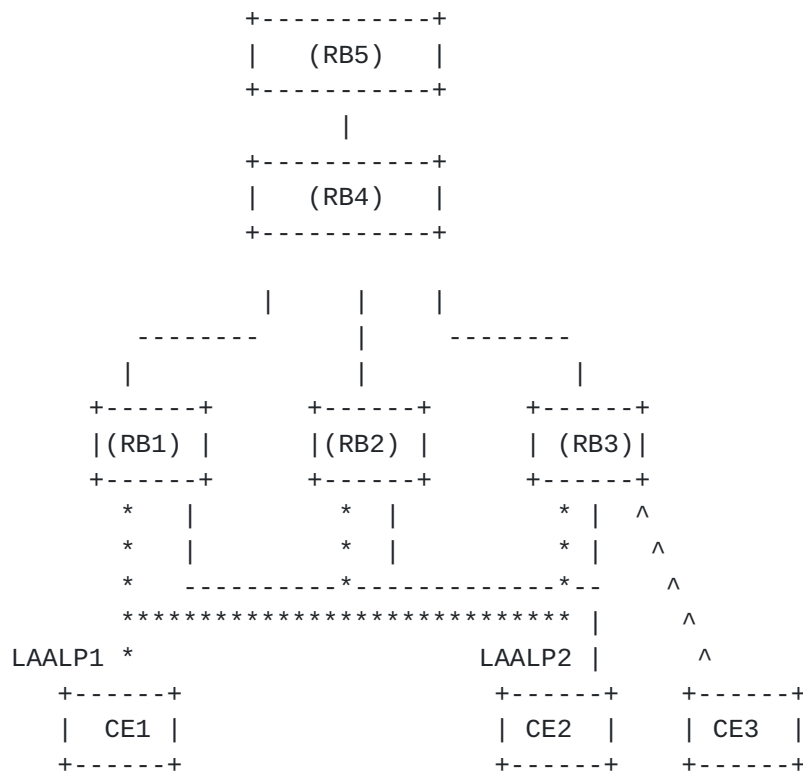 +-----------+
|   (RB5)   |
+-----------+
|
+-----------+
|   (RB4)   |
+-----------+
|     |    |
--------      |     --------
|              |             |
+------+      +------+      +------+
|(RB1) |      |(RB2) |      | (RB3)|
+------+      +------+      +------+
*   |         *  |          * |  ^
*   |         *  |          * |   ^
*   ----------*-------------*--    ^
***************************** |     ^
LAALP1 *                      LAALP2 |      ^
+------+                    +------+    +------+
|  CE1 |                    | CE2  |    | CE3  |
+------+                    +------+    +------+